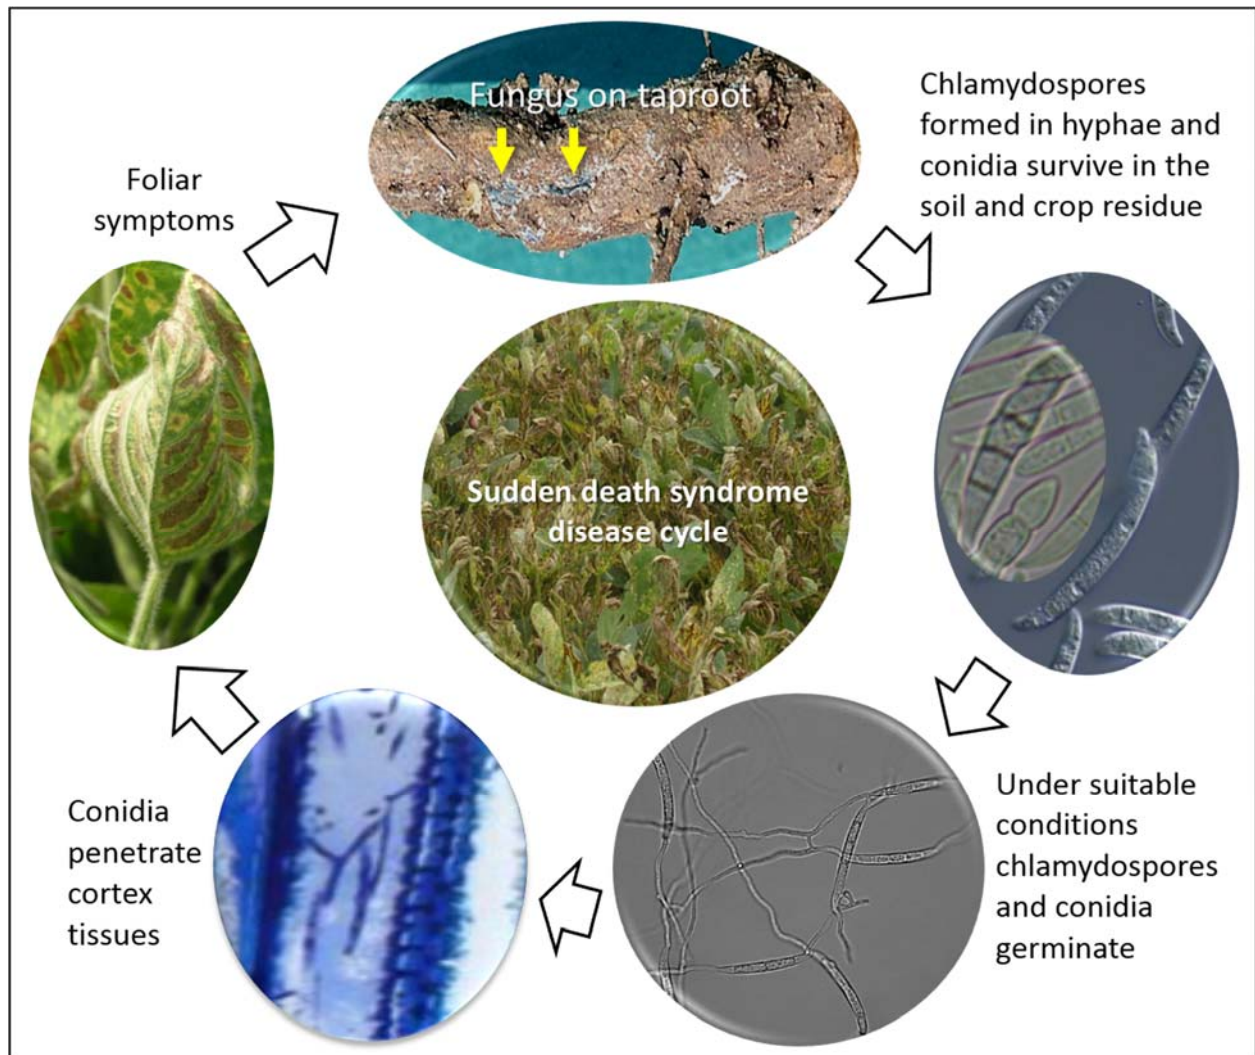 Fungus on taproot
Chlamydospores
formed in hyphae and
conidia survive in the
soil and crop residue
Under suitable
conditions
chlamydospores
and conidia
germinate
Conidia
penetrate
cortex
tissues
Foliar
symptoms
Sudden death syndrome
disease cycle